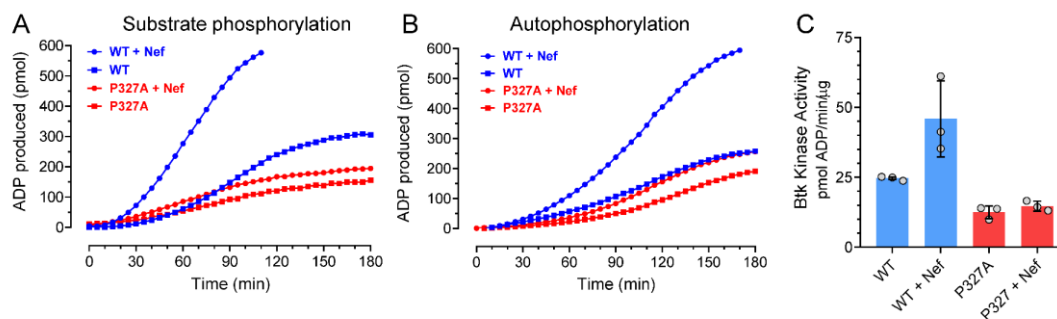 A Substrate phosphorylation
ADP produced (pmol)
600
500
400
300
200
100
0
WT + Nef
WT
P327A + Nef
P327A
0 30 60 90 120 150 180
Time (min)
B Autophosphorylation
ADP produced (pmol)
600
500
400
300
200
100
0
WT + Nef
WT
P327A + Nef
P327A
0 30 60 90 120 150 180
Time (min)
C
Btk Kinase Activity
pmol ADP/min/µg
75
50
25
0
WT
WT + Nef
P327A
P327 + Nef